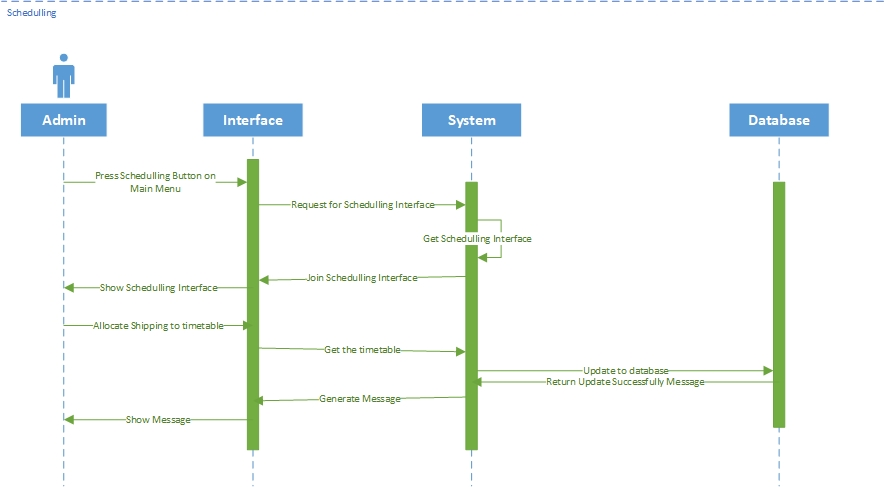 Schedulling
Admin
Interface
System
Database
Press Schedulling Button on
Main Menu
Request for Schedulling Interface
Get Schedulling Interface
Join Schedulling Interface
Show Schedulling Interface
Allocate Shipping to timetable
Get the timetable
Update to database
Return Update Successfully Message
Generate Message
Show Message